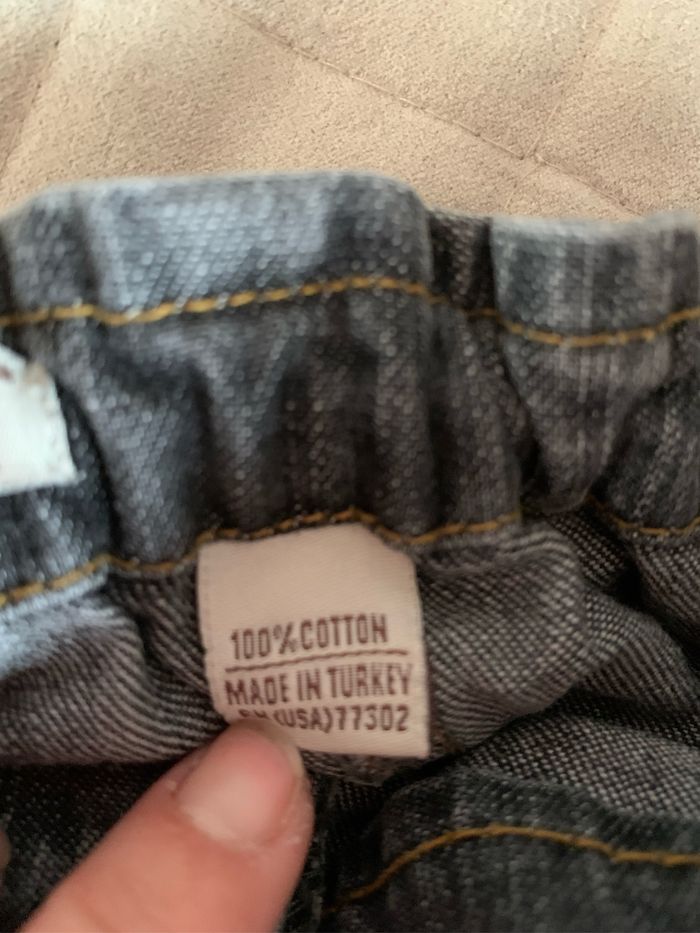 100% COTTON
MADE IN TURKEY
(USA)77302